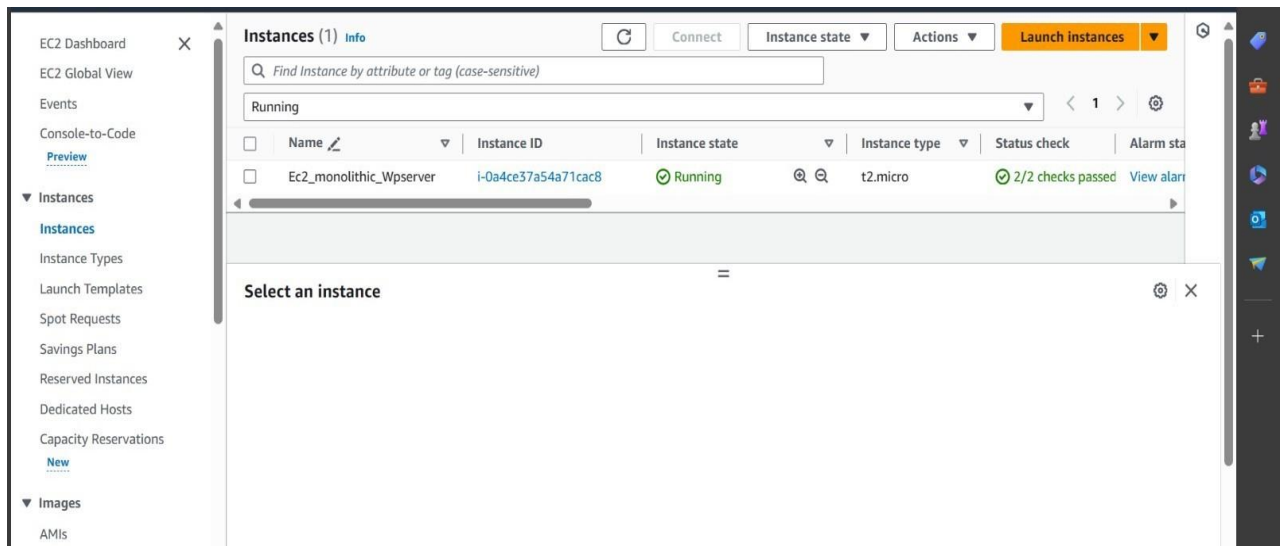 EC2 Dashboard
EC2 Global View
Events
Console-to-Code
Preview
Instances
Instances
Instance Types
Launch Templates
Spot Requests
Savings Plans
Reserved Instances
Dedicated Hosts
Capacity Reservations
New
Images
AMIs
Instances (1) Info
Connect
Instance state
Actions
Launch instances
Find Instance by attribute or tag (case-sensitive)
Running
1
Name Instance ID Instance state Instance type Status check Alarm sta
Ec2_monolithic_Wpserver i-0a4ce37a54a71cac8 Running t2.micro 2/2 checks passed View alarr
Select an instance